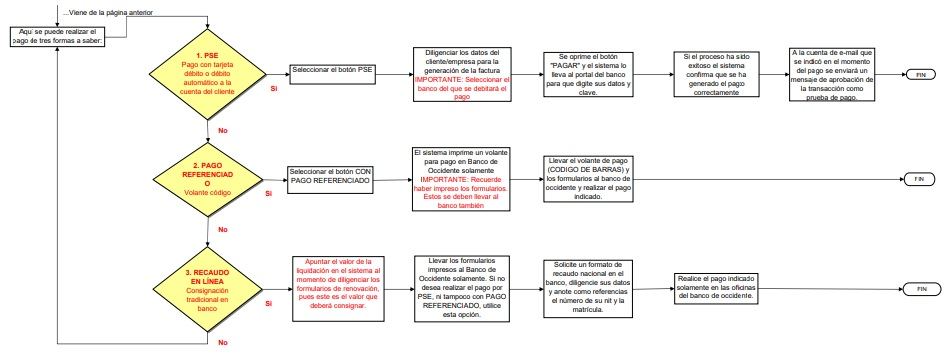 ...Viene de la página anterior
Aquí se puede realizar el
pago de tres formas a saber:
1. PSE
Pago con tarjeta
débito o débito
automático a la
cuenta del cliente
Si
Seleccionar el botón PSE
Diligenciar los datos del
cliente/empresa para la
generación de la factura
IMPORTANTE: Seleccionar el
banco del que se debitará el
pago
Se oprime el botón
"PAGAR" y el sistema lo
lleva al portal del banco
para que digite sus datos y
clave.
Si el proceso ha sido
exitoso el sistema
confirma que se ha
generado el pago
correctamente
A la cuenta de e-mail que
se indicó en el momento
del pago se enviará un
mensaje de aprobación de
la transacción como
prueba de pago.
FIN
No
2. PAGO
REFERENCIAD
O
Volante código
Si
Seleccionar el botón CON
PAGO REFERENCIADO
El sistema imprime un volante
para pago en Banco de
Occidente solamente
IMPORTANTE: Recuerde
haber impreso los formularios.
Estos se deben llevar al
banco también
Llevar el volante de pago
(CODIGO DE BARRAS) y
los formularios al banco de
occidente y realizar el pago
indicado.
FIN
No
3. RECAUDO
EN LÍNEA
Consignación
tradicional en
banco
Si
Apuntar el valor de la
liquidación en el sistema al
momento de diligenciar los
formularios de renovación,
pues este es el valor que
deberá consignar.
Llevar los formularios
impresos al Banco de
Occidente solamente. Si no
desea realizar el pago por
PSE, ni tampoco con PAGO
REFERENCIADO, utilice
esta opción.
Solicite un formato de
recaudo nacional en el
banco, diligencie sus datos
y anote como referencias
el número de su nit y la
matrícula.
Realice el pago indicado
solamente en las oficinas
del banco de occidente.
FIN
No